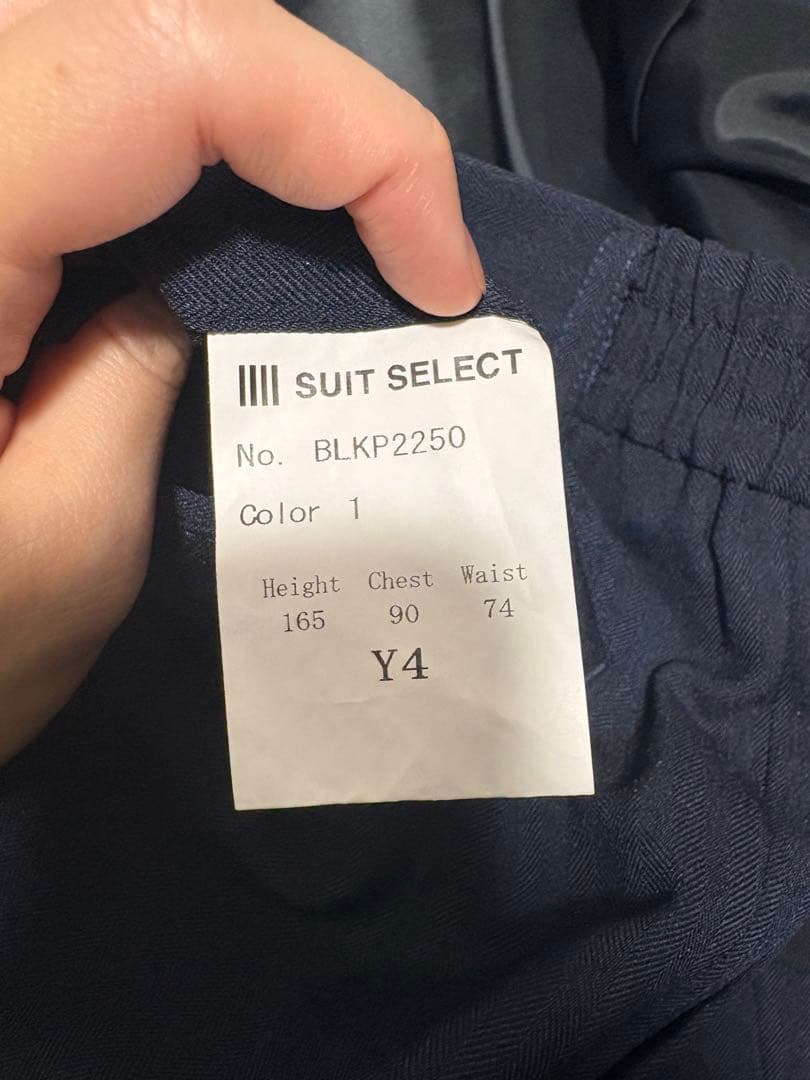 SUIT SELECT
No. BLKP2250
Color 1
Height Chest Waist
165 90 74
Y4